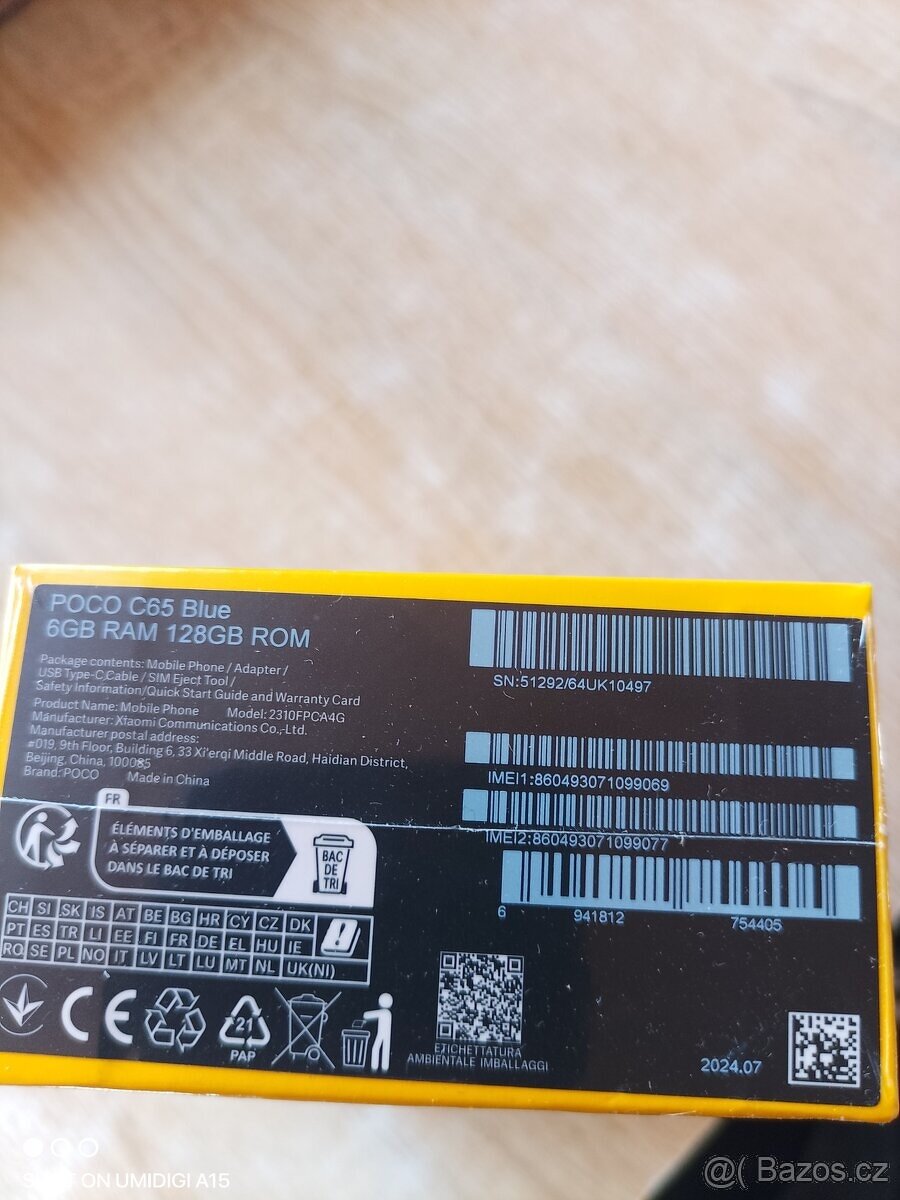 POCO C65 Blue
6GB RAM 128GB ROM
Package contents: Mobile Phone / Adapter /
USB Type-C Cable / SIM Eject Tool /
Safety Information/Quick Start Guide and Warranty Card
Product Name: Mobile Phone Model: 2310FPCA4G
Manufacturer: Xiaomi Communications Co.,Ltd.
Manufacturer postal address:
#019, 9th Floor, Building 6, 33 Xi'erqi Middle Road, Haidian District,
Beijing, China, 100085
Brand: POCO Made in China
SN:51292/64UK10497
IMEI1:860493071099069
IMEI2:860493071099077
6 941812 754405
FR
ÉLÉMENTS D'EMBALLAGE
À SÉPARER ET À DÉPOSER
DANS LE BAC DE TRI
BAC
DE
TRI
CH SI SK IS AT BE BG HR CY CZ DK
PT ES TR LI EE FI FR DE EL HU IE
RO SE PL NO IT LV LT LU MT NL UK(NI)
CE
21
PAP
ETICHETTATURA
AMBIENTALE IMBALLAGGI
2024.07
SHOT ON UMIDIGI A15
@( Bazos.cz